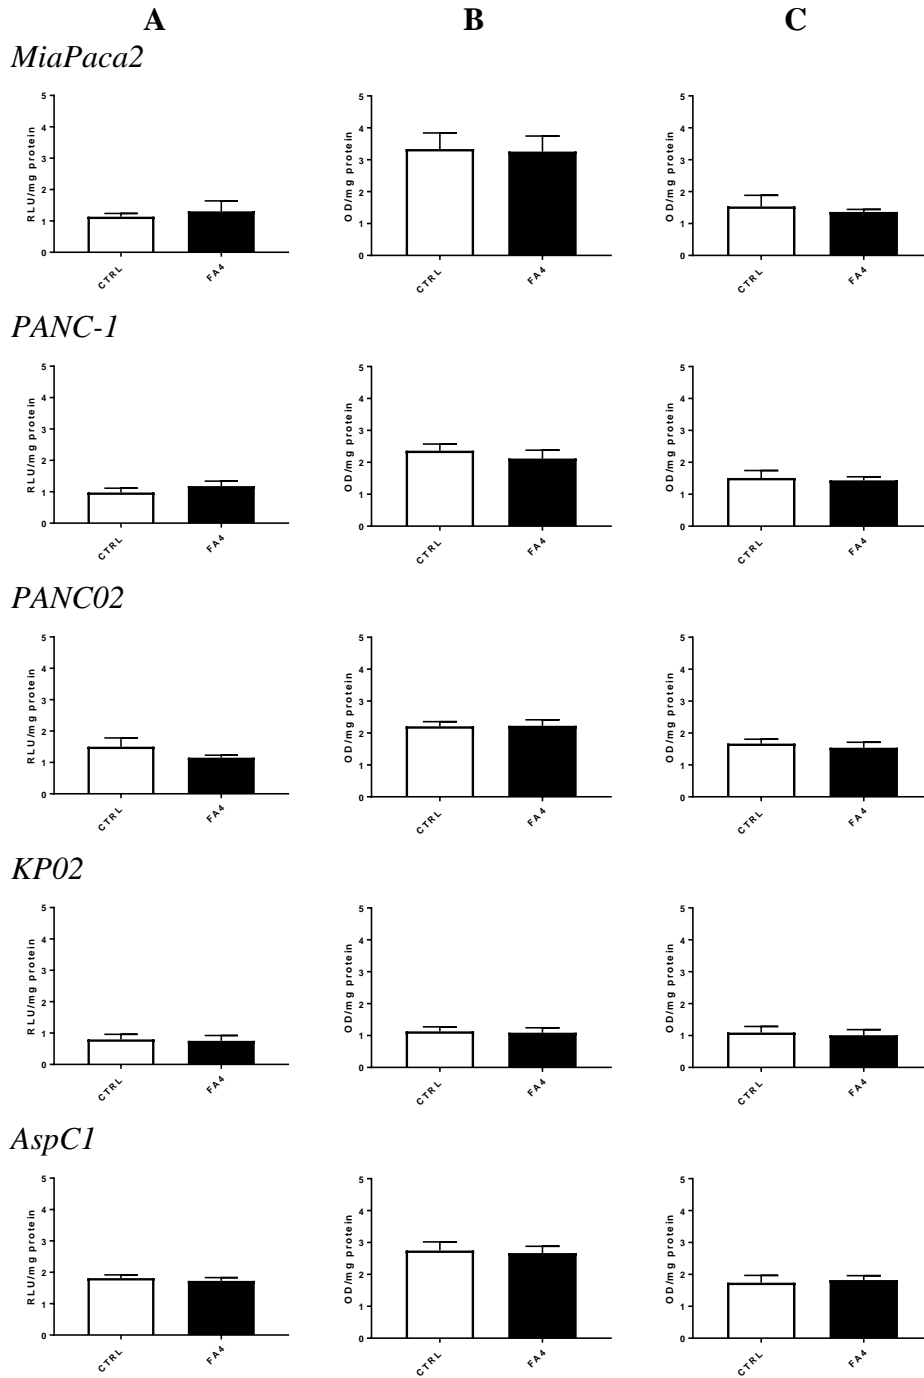 A B C
MiaPaca2
RLU/mg protein
5
4
3
2
1
0
CTRL FA4
OD/mg protein
5
4
3
2
1
0
CTRL FA4
OD/mg protein
5
4
3
2
1
0
CTRL FA4
PANC-1
RLU/mg protein
5
4
3
2
1
0
CTRL FA4
OD/mg protein
5
4
3
2
1
0
CTRL FA4
OD/mg protein
5
4
3
2
1
0
CTRL FA4
PANC02
RLU/mg protein
5
4
3
2
1
0
CTRL FA4
OD/mg protein
5
4
3
2
1
0
CTRL FA4
OD/mg protein
5
4
3
2
1
0
CTRL FA4
KP02
RLU/mg protein
5
4
3
2
1
0
CTRL FA4
OD/mg protein
5
4
3
2
1
0
CTRL FA4
OD/mg protein
5
4
3
2
1
0
CTRL FA4
AspC1
RLU/mg protein
5
4
3
2
1
0
CTRL FA4
OD/mg protein
5
4
3
2
1
0
CTRL FA4
OD/mg protein
5
4
3
2
1
0
CTRL FA4